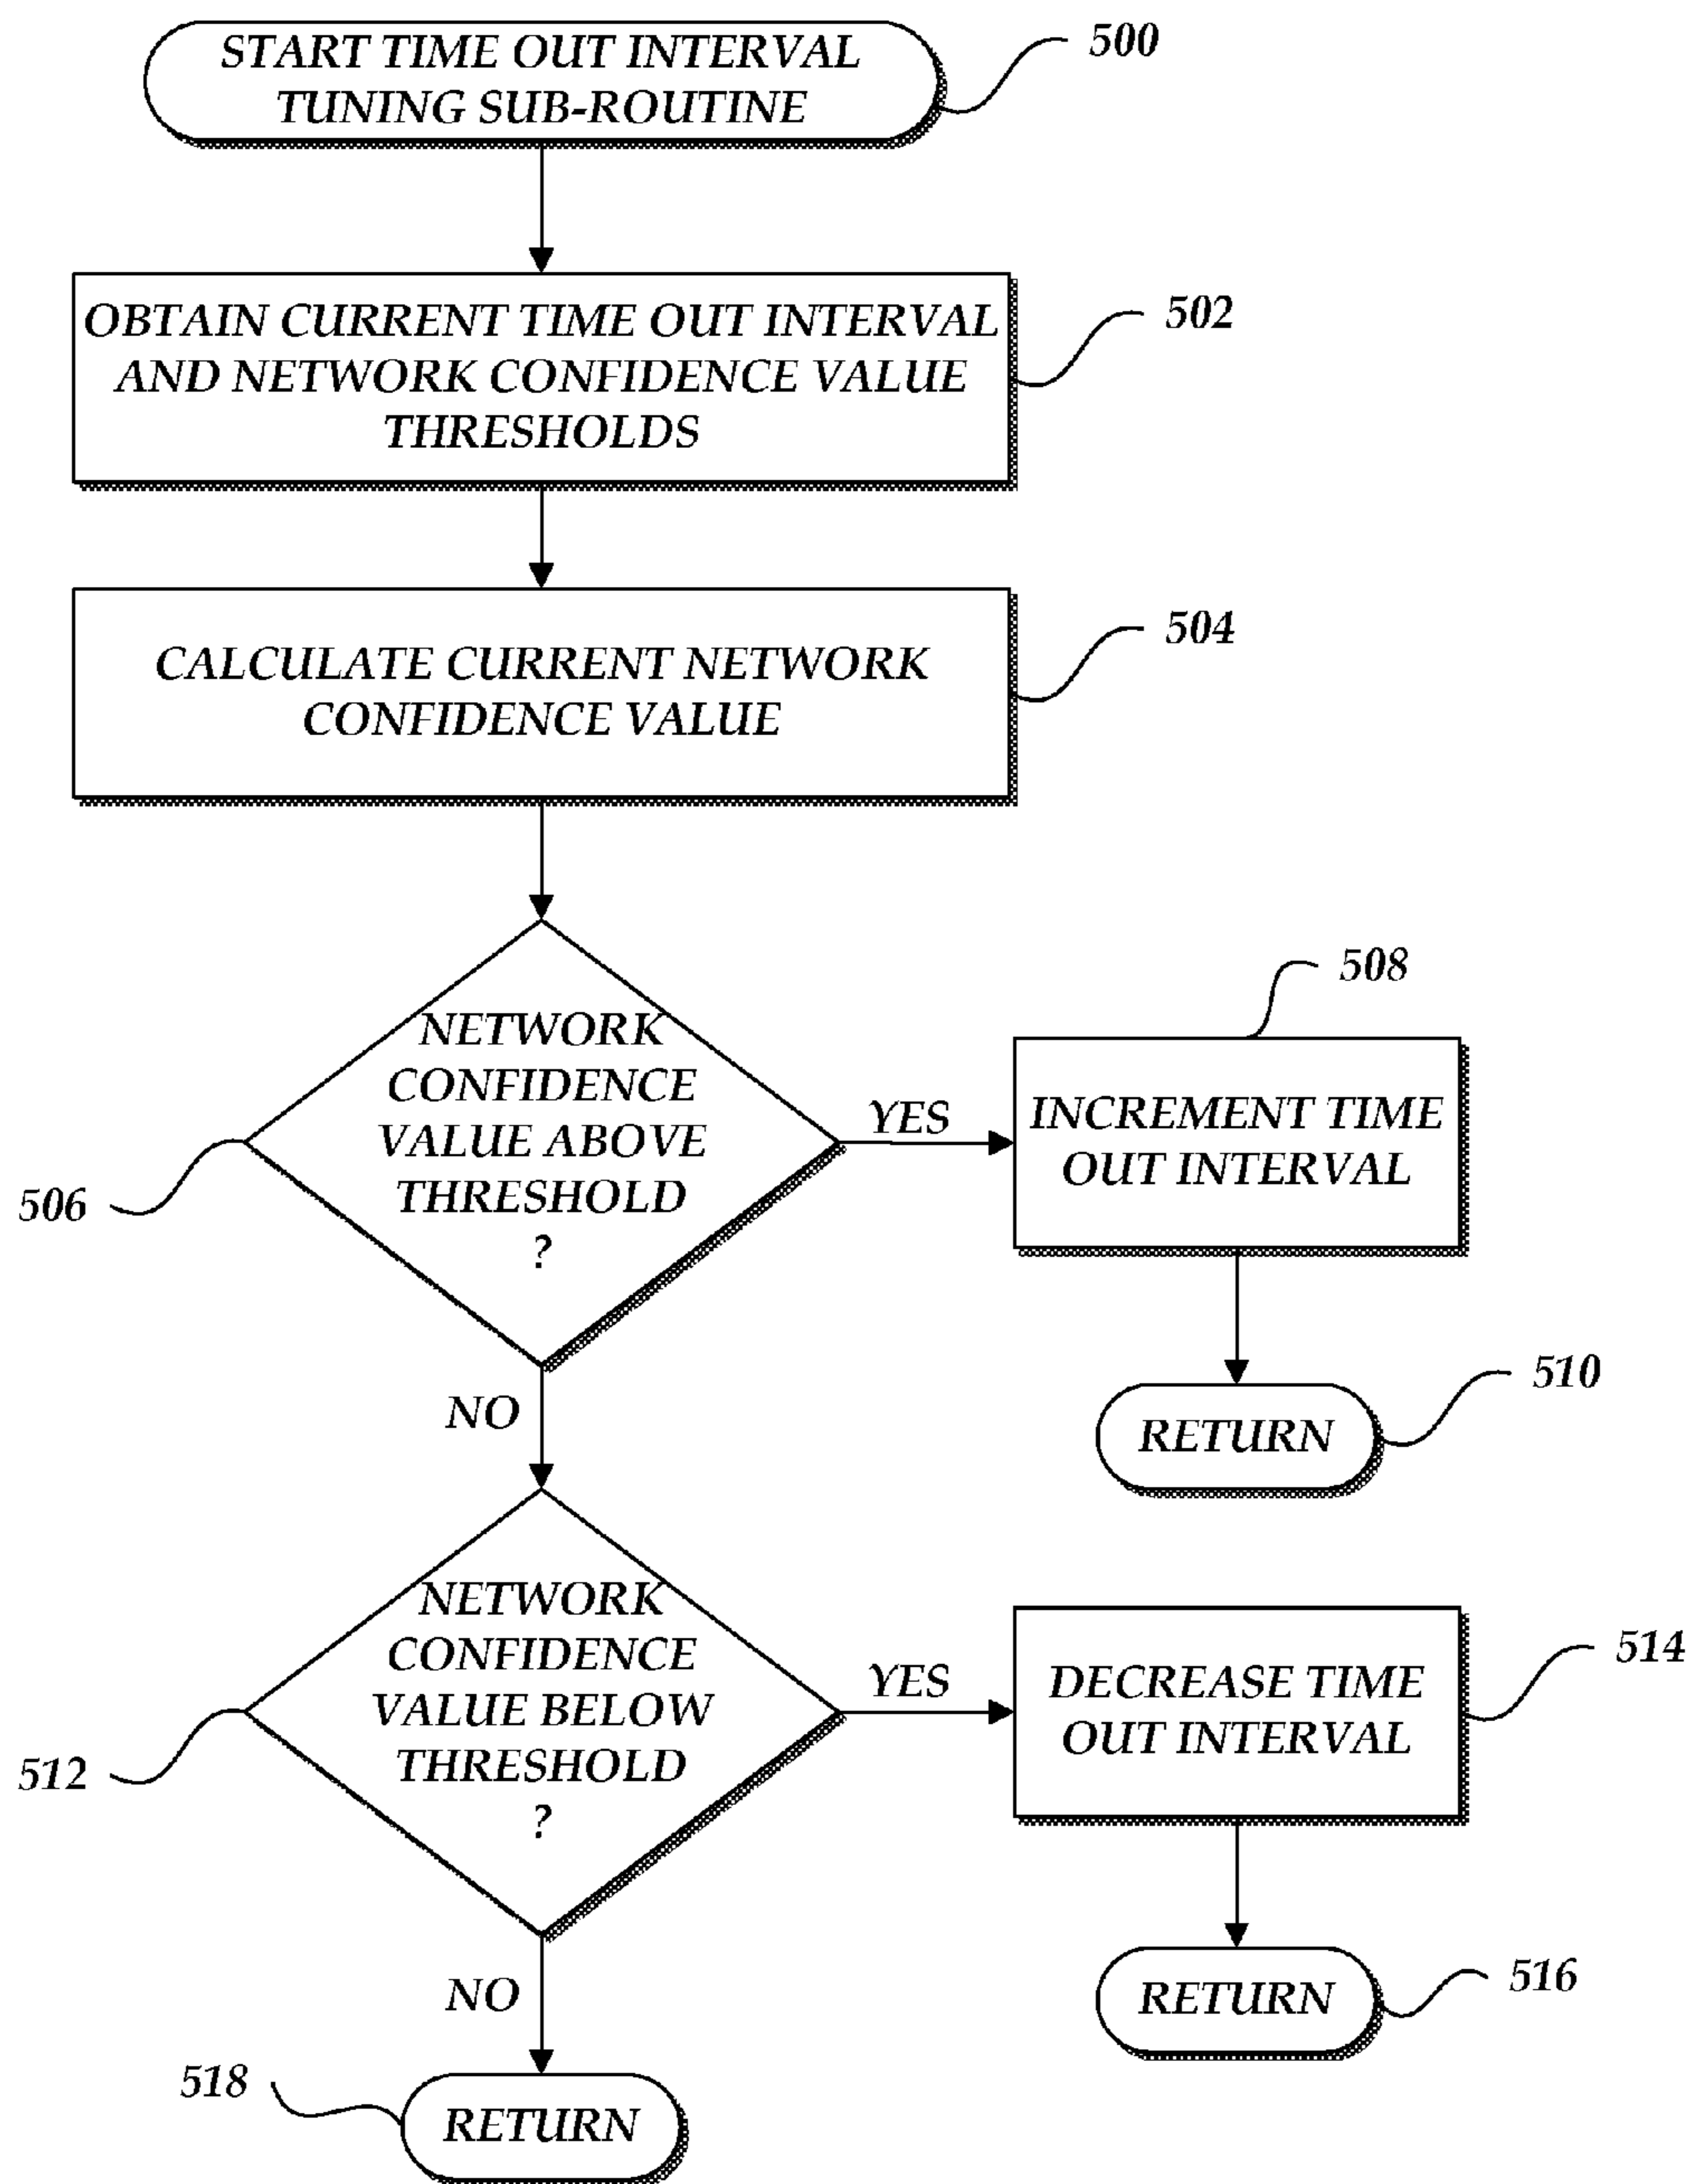 START TIME OUT INTERVAL
TUNING SUB-ROUTINE
500
OBTAIN CURRENT TIME OUT INTERVAL
AND NETWORK CONFIDENCE VALUE
THRESHOLDS
502
CALCULATE CURRENT NETWORK
CONFIDENCE VALUE
504
NETWORK
CONFIDENCE
VALUE ABOVE
THRESHOLD
?
506
YES
INCREMENT TIME
OUT INTERVAL
508
RETURN
510
NO
NETWORK
CONFIDENCE
VALUE BELOW
THRESHOLD
?
512
YES
DECREASE TIME
OUT INTERVAL
514
RETURN
516
NO
RETURN
518